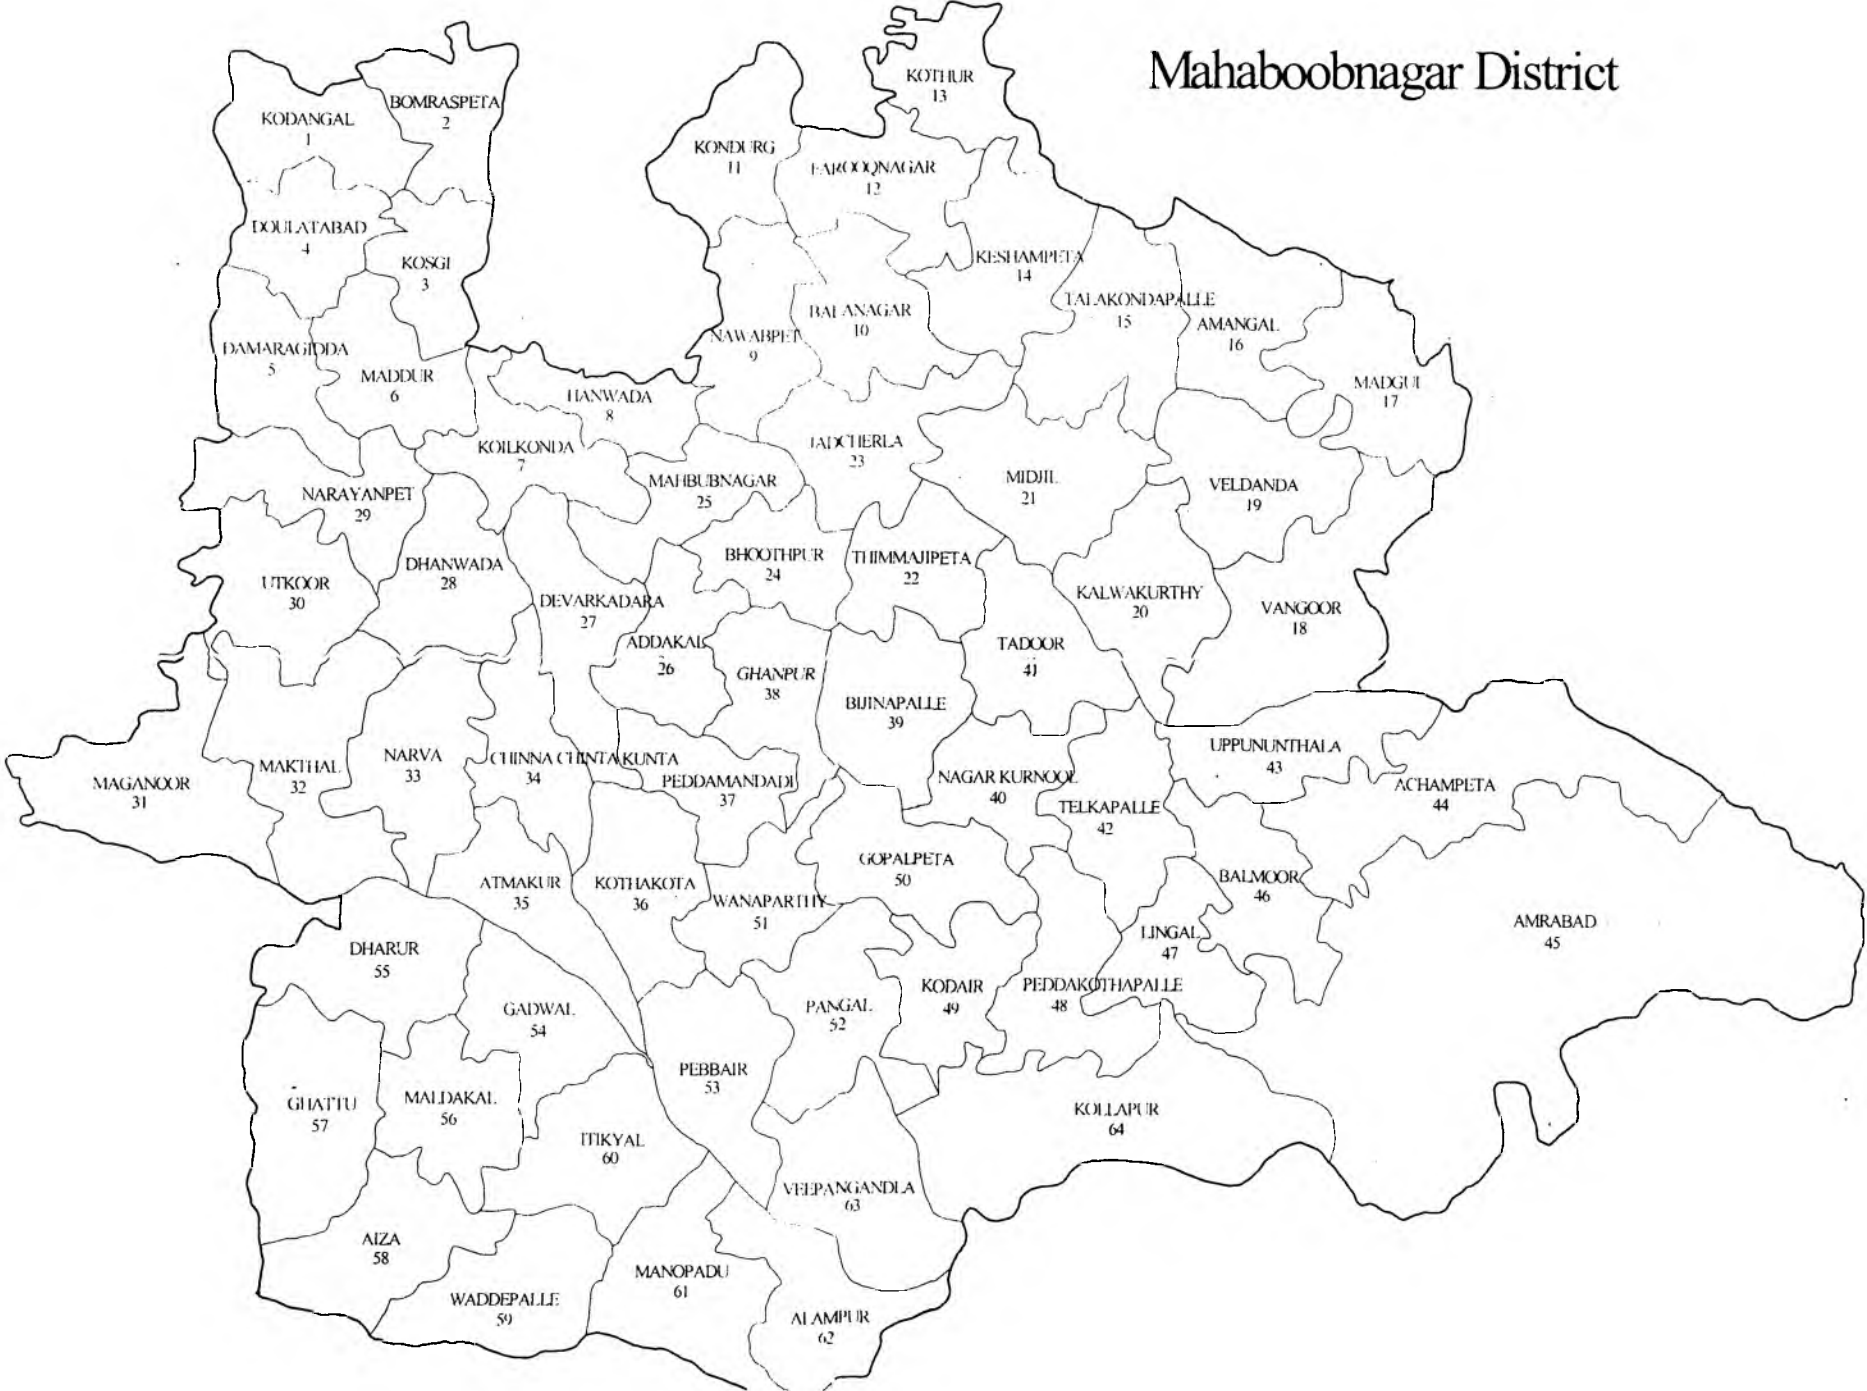 Mahaboobnagar District
KOTHUR
13
BOMRASPETA
2
KODANGAL
1
KONDURG
11
FAROOQNAGAR
12
DOULATABAD
4
KOSGI
3
KESHAMPETA
14
TALAKONDAPALLE
15
BALANAGAR
10
AMANGAL
16
NAWABPET
9
DAMARAGIDDA
5
MADDUR
6
HANWADA
8
MADGUL
17
JADCHERLA
23
KOILKONDA
7
MAHBUBNAGAR
25
MIDJIL
21
VELDANDA
19
NARAYANPET
29
BHOOTHPUR
24
THIMMAJIPETA
22
DHANWADA
28
UTKOOR
30
DEVARKADARA
27
KALWAKURTHY
20
VANGOOR
18
ADDAKAL
26
TADOOR
41
GHANPUR
38
BIJINAPALLE
39
UPPUNUNTHALA
43
NARVA
33
CHINNA CHINTA KUNTA
34
MAKTHAL
32
MAGANOOR
31
PEDDAMANDADI
37
NAGAR KURNOOL
40
ACHAMPETA
44
TELKAPALLE
42
GOPALPETA
50
BALMOOR
46
ATMAKUR
35
KOTHAKOTA
36
WANAPARTHY
51
AMRABAD
45
LINGAL
47
DHARUR
55
KODAIR
49
PEDDAKOTHAPALLE
48
GADWAL
54
PANGAL
52
PEBBAIR
53
GHATTU
57
MALDAKAL
56
KOLLAPUR
64
ITIKYAL
60
VEEPANGANDLA
63
AIZA
58
MANOPADU
61
WADDEPALLE
59
ALAMPUR
62